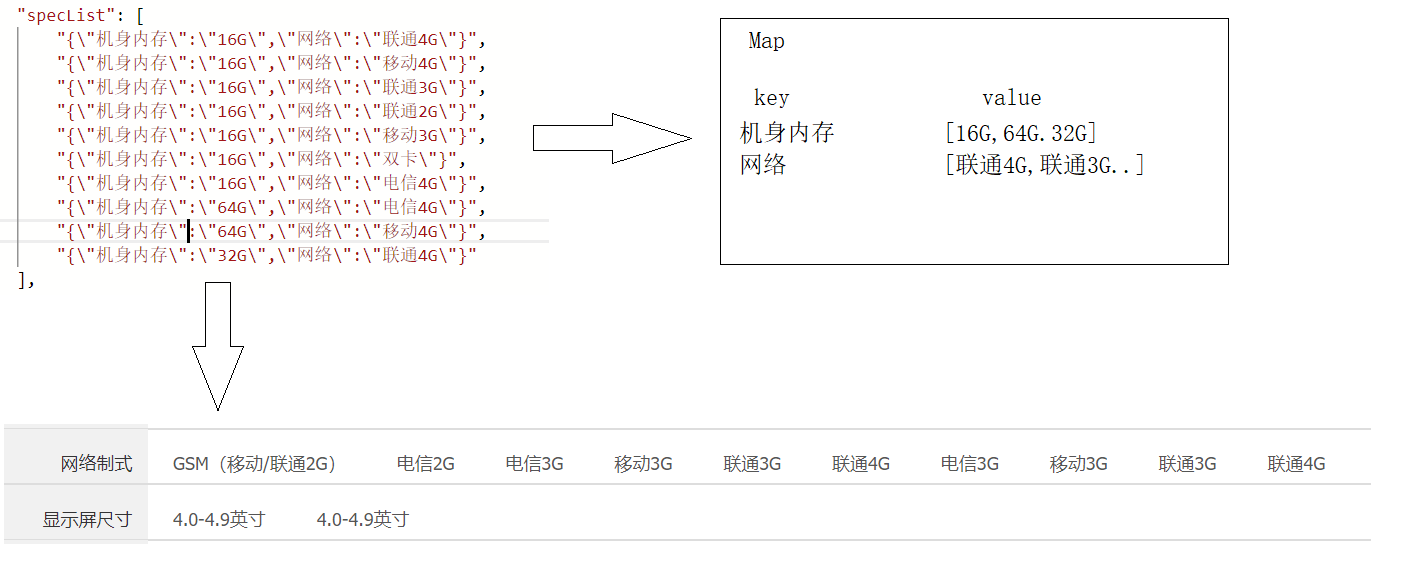 "specList": [
"{\"机身内存\":\"16G\",\"网络\":\"联通4G\"}",
"{\"机身内存\":\"16G\",\"网络\":\"移动4G\"}",
"{\"机身内存\":\"16G\",\"网络\":\"联通3G\"}",
"{\"机身内存\":\"16G\",\"网络\":\"联通2G\"}",
"{\"机身内存\":\"16G\",\"网络\":\"移动3G\"}",
"{\"机身内存\":\"16G\",\"网络\":\"双卡\"}",
"{\"机身内存\":\"16G\",\"网络\":\"电信4G\"}",
"{\"机身内存\":\"64G\",\"网络\":\"电信4G\"}",
"{\"机身内存\":\"64G\",\"网络\":\"移动4G\"}",
"{\"机身内存\":\"32G\",\"网络\":\"联通4G\"}"
],
Map
key value
机身内存 [16G,64G.32G]
网络 [联通4G,联通3G..]
网络制式 GSM（移动/联通2G） 电信2G 电信3G 移动3G 联通3G 联通4G 电信3G 移动3G 联通3G 联通4G
显示屏尺寸 4.0-4.9英寸 4.0-4.9英寸